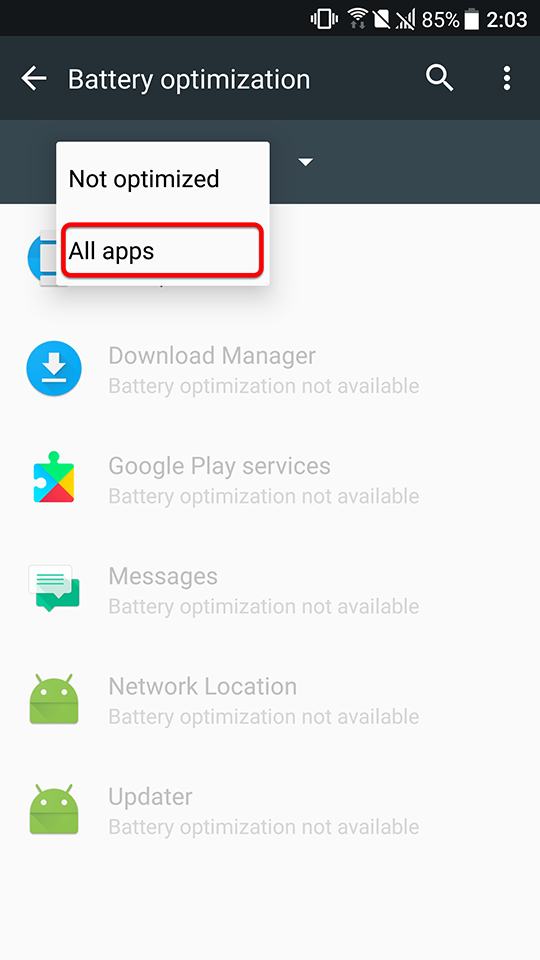 85% 2:03
Battery optimization
Not optimized
All apps
Download Manager
Battery optimization not available
Google Play services
Battery optimization not available
Messages
Battery optimization not available
Network Location
Battery optimization not available
Updater
Battery optimization not available